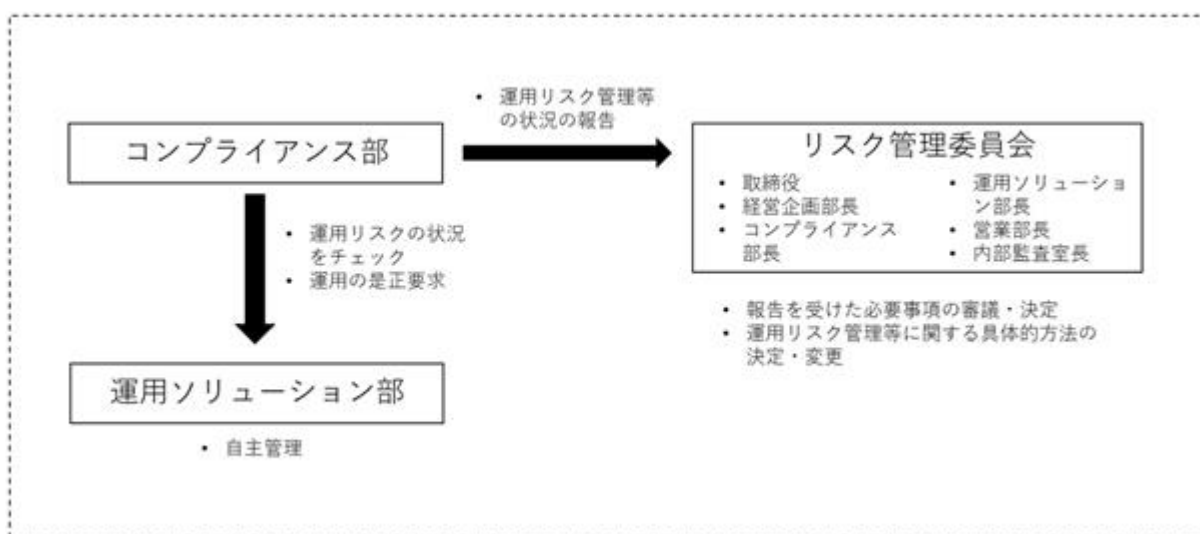 • 運用リスク管理等
の状況の報告
コンプライアンス部
リスク管理委員会
• 取締役
• 経営企画部長
• コンプライアンス
部長
• 運用ソリューショ
ン部長
• 営業部長
• 内部監査室長
• 運用リスクの状況
をチェック
• 運用の是正要求
• 報告を受けた必要事項の審議・決定
• 運用リスク管理等に関する具体的方法の
決定・変更
運用ソリューション部
• 自主管理